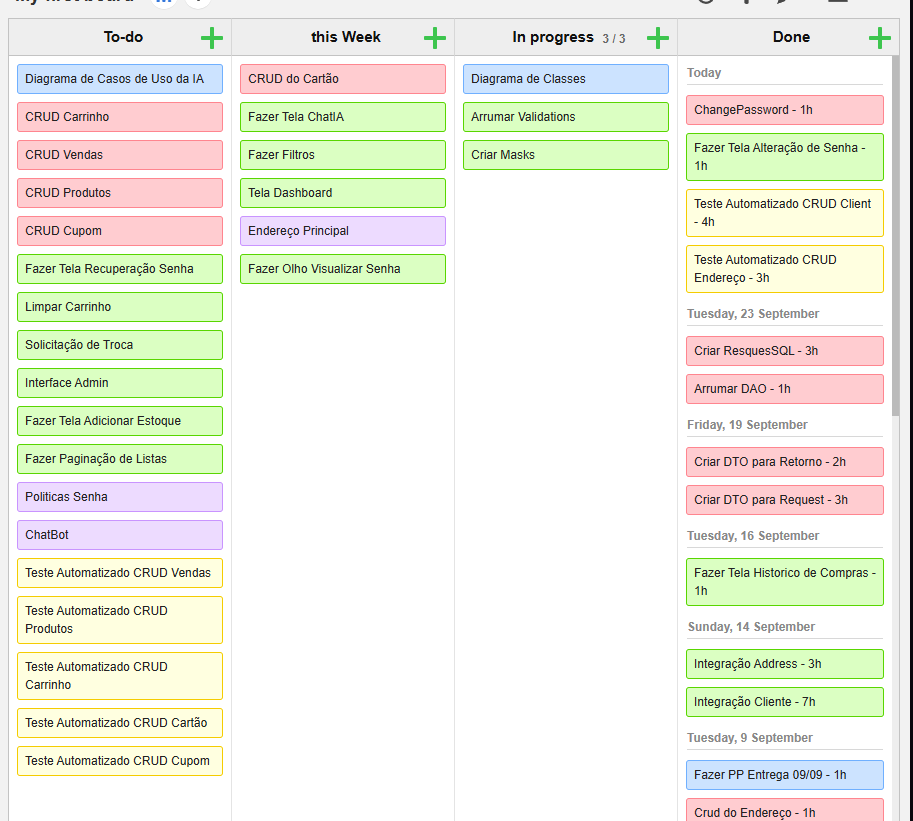 To-do
Diagrama de Casos de Uso da IA
CRUD Carrinho
CRUD Vendas
CRUD Produtos
CRUD Cupom
Fazer Tela Recuperação Senha
Limpar Carrinho
Solicitação de Troca
Interface Admin
Fazer Tela Adicionar Estoque
Fazer Paginação de Listas
Politicas Senha
ChatBot
Teste Automatizado CRUD Vendas
Teste Automatizado CRUD
Produtos
Teste Automatizado CRUD
Carrinho
Teste Automatizado CRUD Cartão
Teste Automatizado CRUD Cupom
this Week
CRUD do Cartão
Fazer Tela ChatIA
Fazer Filtros
Tela Dashboard
Endereço Principal
Fazer Olho Visualizar Senha
In progress 3 / 3
Diagrama de Classes
Arrumar Validations
Criar Masks
Done
Today
ChangePassword - 1h
Fazer Tela Alteração de Senha -
1h
Teste Automatizado CRUD Client
- 4h
Teste Automatizado CRUD
Endereço - 3h
Tuesday, 23 September
Criar ResquesSQL - 3h
Arrumar DAO - 1h
Friday, 19 September
Criar DTO para Retorno - 2h
Criar DTO para Request - 3h
Tuesday, 16 September
Fazer Tela Historico de Compras -
1h
Sunday, 14 September
Integração Address - 3h
Integração Cliente - 7h
Tuesday, 9 September
Fazer PP Entrega 09/09 - 1h
Crud do Endereço - 1h